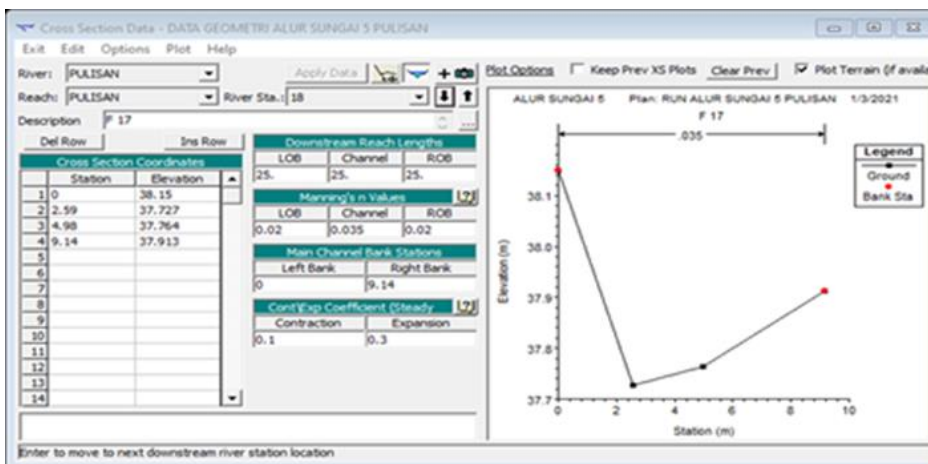 Cross Section Data - DATA GEOMETRI ALUR SUNGAI 5 PULISAN
Exit Edit Options Plot Help
River: PULISAN Apply Data
Reach: PULISAN River Sta.: 18
Description F 17 ...
Del Row Ins Row
Cross Section Coordinates
Station Elevation
1 0 38.15
2 2.59 37.727
3 4.98 37.764
4 9.14 37.913
5
6
7
8
9
10
11
12
13
14
Downstream Reach Lengths
LOB Channel ROB
25. 25. 25.
Manning's n Values
LOB Channel ROB
0.02 0.035 0.02
Main Channel Bank Stations
Left Bank Right Bank
0 9.14
Cont\Exp Coefficient (Steady
Contraction Expansion
0.1 0.3
Plot Options Keep Prev XS Plots Clear Prev Plot Terrain (if availa
ALUR SUNGAI 5 Plan: RUN ALUR SUNGAI 5 PULISAN 1/3/2021
F 17
.035
Legend
Ground
Bank Sta
38.1
38.0
37.9
37.8
37.7
Elevation (m)
0 2 4 6 8 10
Station (m)
Enter to move to next downstream river station location